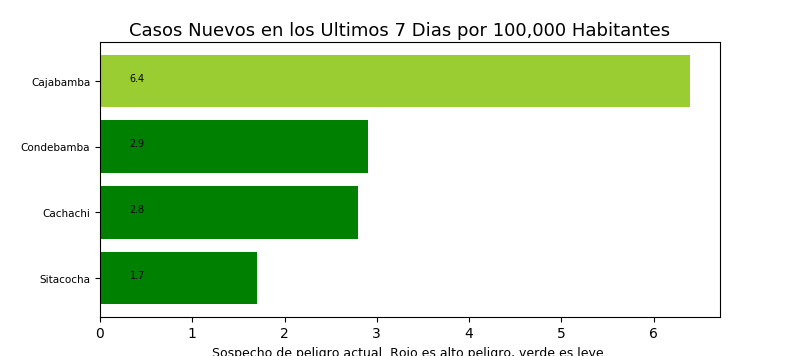 Casos Nuevos en los Ultimos 7 Dias por 100,000 Habitantes
Cajabamba 6.4
Condebamba 2.9
Cachachi 2.8
Sitacocha 1.7
0 1 2 3 4 5 6
Sospecho de peligro actual. Rojo es alto peligro, verde es leve